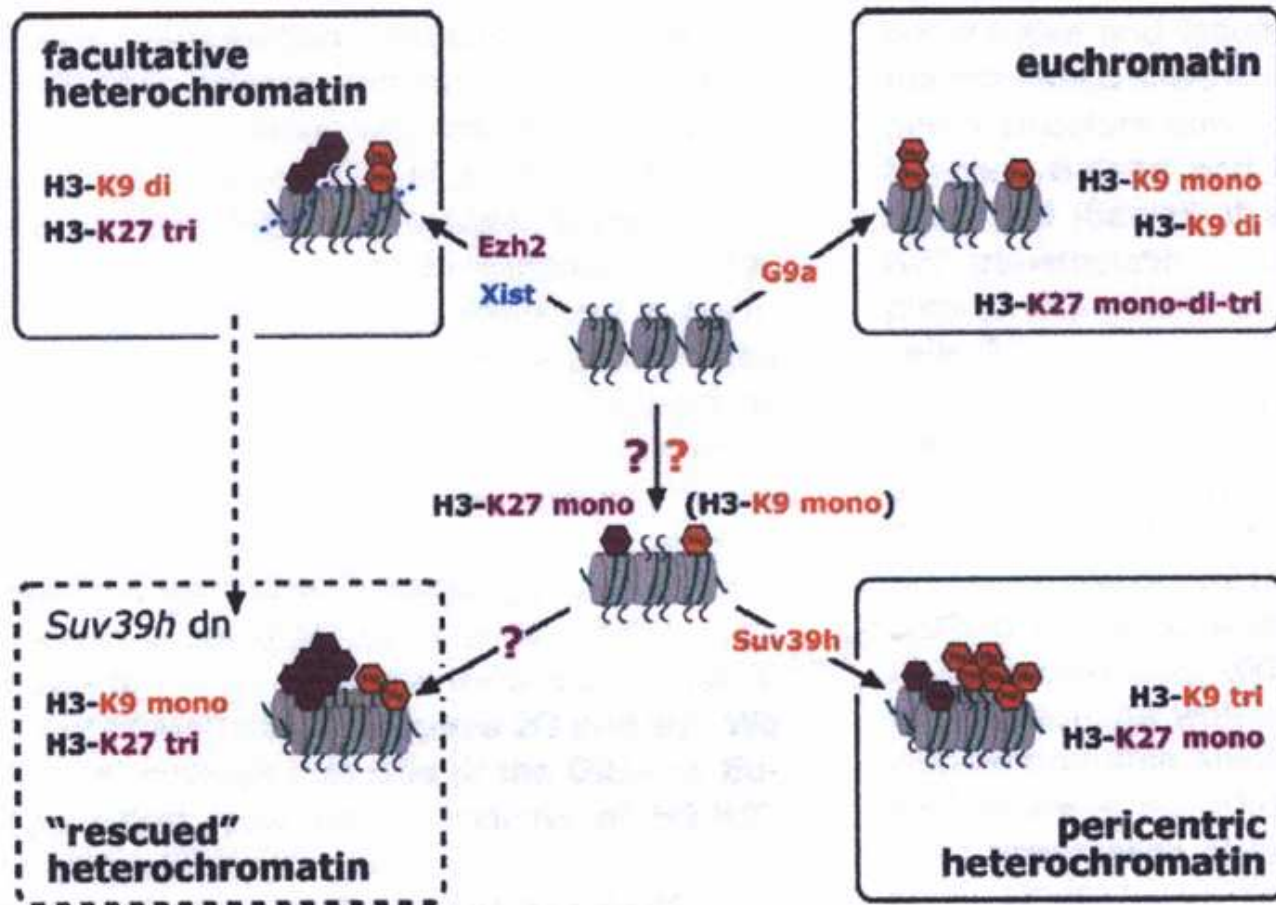 facultative
heterochromatin
H3-K9 di
H3-K27 tri
euchromatin
H3-K9 mono
H3-K9 di
H3-K27 mono-di-tri
Ezh2
Xist
G9a
? ?
H3-K27 mono (H3-K9 mono)
?
Suv39h
Suv39h dn
H3-K9 mono
H3-K27 tri
"rescued"
heterochromatin
H3-K9 tri
H3-K27 mono
pericentric
heterochromatin